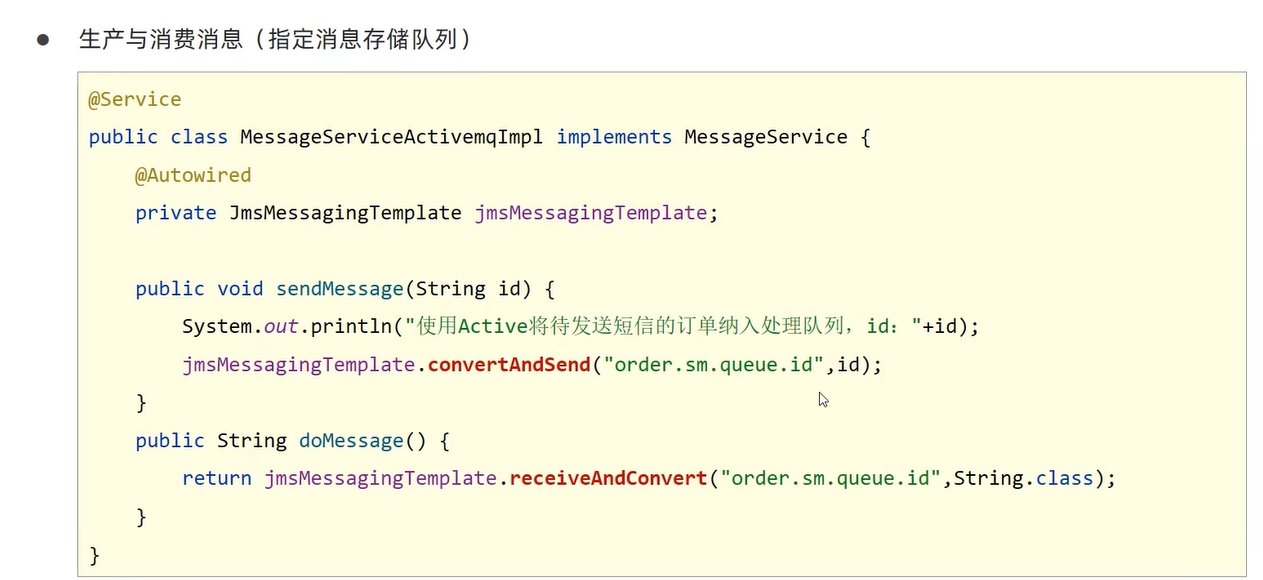 ● 生产与消费消息（指定消息存储队列）
@Service
public class MessageServiceActivemqImpl implements MessageService {
    @Autowired
    private JmsMessagingTemplate jmsMessagingTemplate;
    public void sendMessage(String id) {
        System.out.println("使用Active将待发送短信的订单纳入处理队列，id："+id);
        jmsMessagingTemplate.convertAndSend("order.sm.queue.id",id);
    }
    public String doMessage() {
        return jmsMessagingTemplate.receiveAndConvert("order.sm.queue.id",String.class);
    }
}